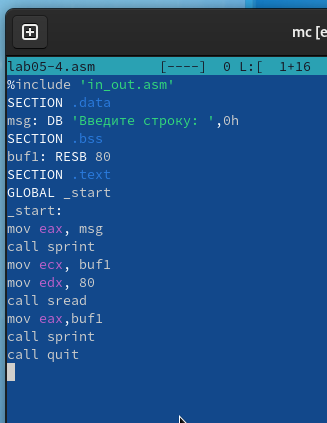 mc [e
lab05-4.asm [----] 0 L:[ 1+16
%include 'in_out.asm'
SECTION .data
msg: DB 'Введите строку: ',0h
SECTION .bss
buf1: RESB 80
SECTION .text
GLOBAL _start
_start:
mov eax, msg
call sprint
mov ecx, buf1
mov edx, 80
call sread
mov eax,buf1
call sprint
call quit